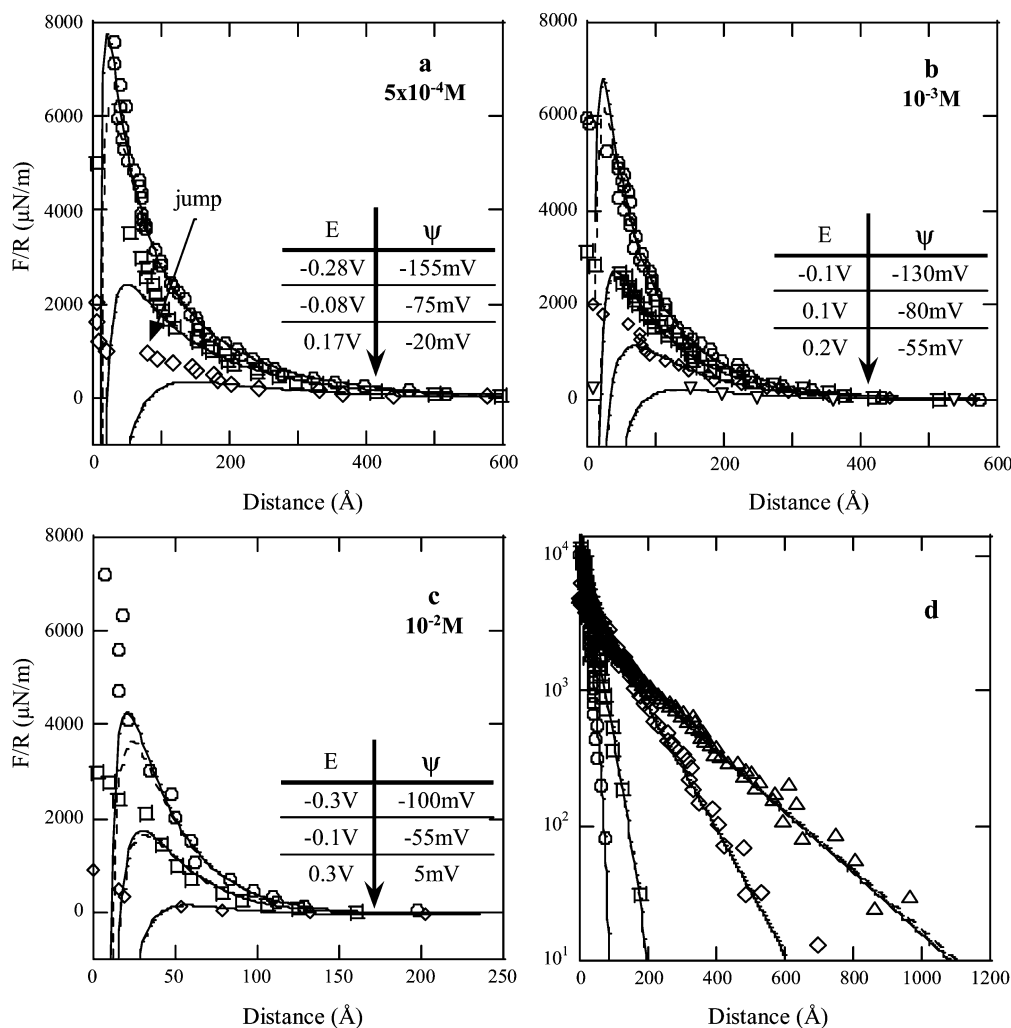 8000
6000
4000
2000
0
F/R (µN/m)
a
5x10⁻⁴M
jump
E ψ
-0.28V -155mV
-0.08V -75mV
0.17V -20mV
0 200 400 600
Distance (Å)
8000
6000
4000
2000
0
b
10⁻³M
E ψ
-0.1V -130mV
0.1V -80mV
0.2V -55mV
0 200 400 600
Distance (Å)
8000
6000
4000
2000
0
F/R (µN/m)
c
10⁻²M
E ψ
-0.3V -100mV
-0.1V -55mV
0.3V 5mV
0 50 100 150 200 250
Distance (Å)
10⁴
10³
10²
10¹
d
0 200 400 600 800 1000 1200
Distance (Å)